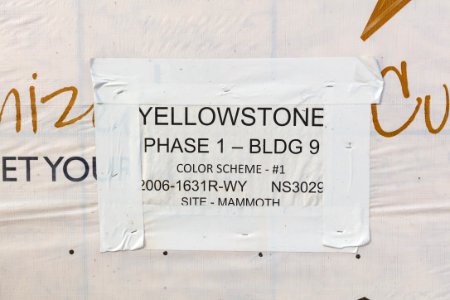 YELLOWSTONE
PHASE 1 – BLDG 9
COLOR SCHEME - #1
2006-1631R-WY NS3029
SITE - MAMMOTH